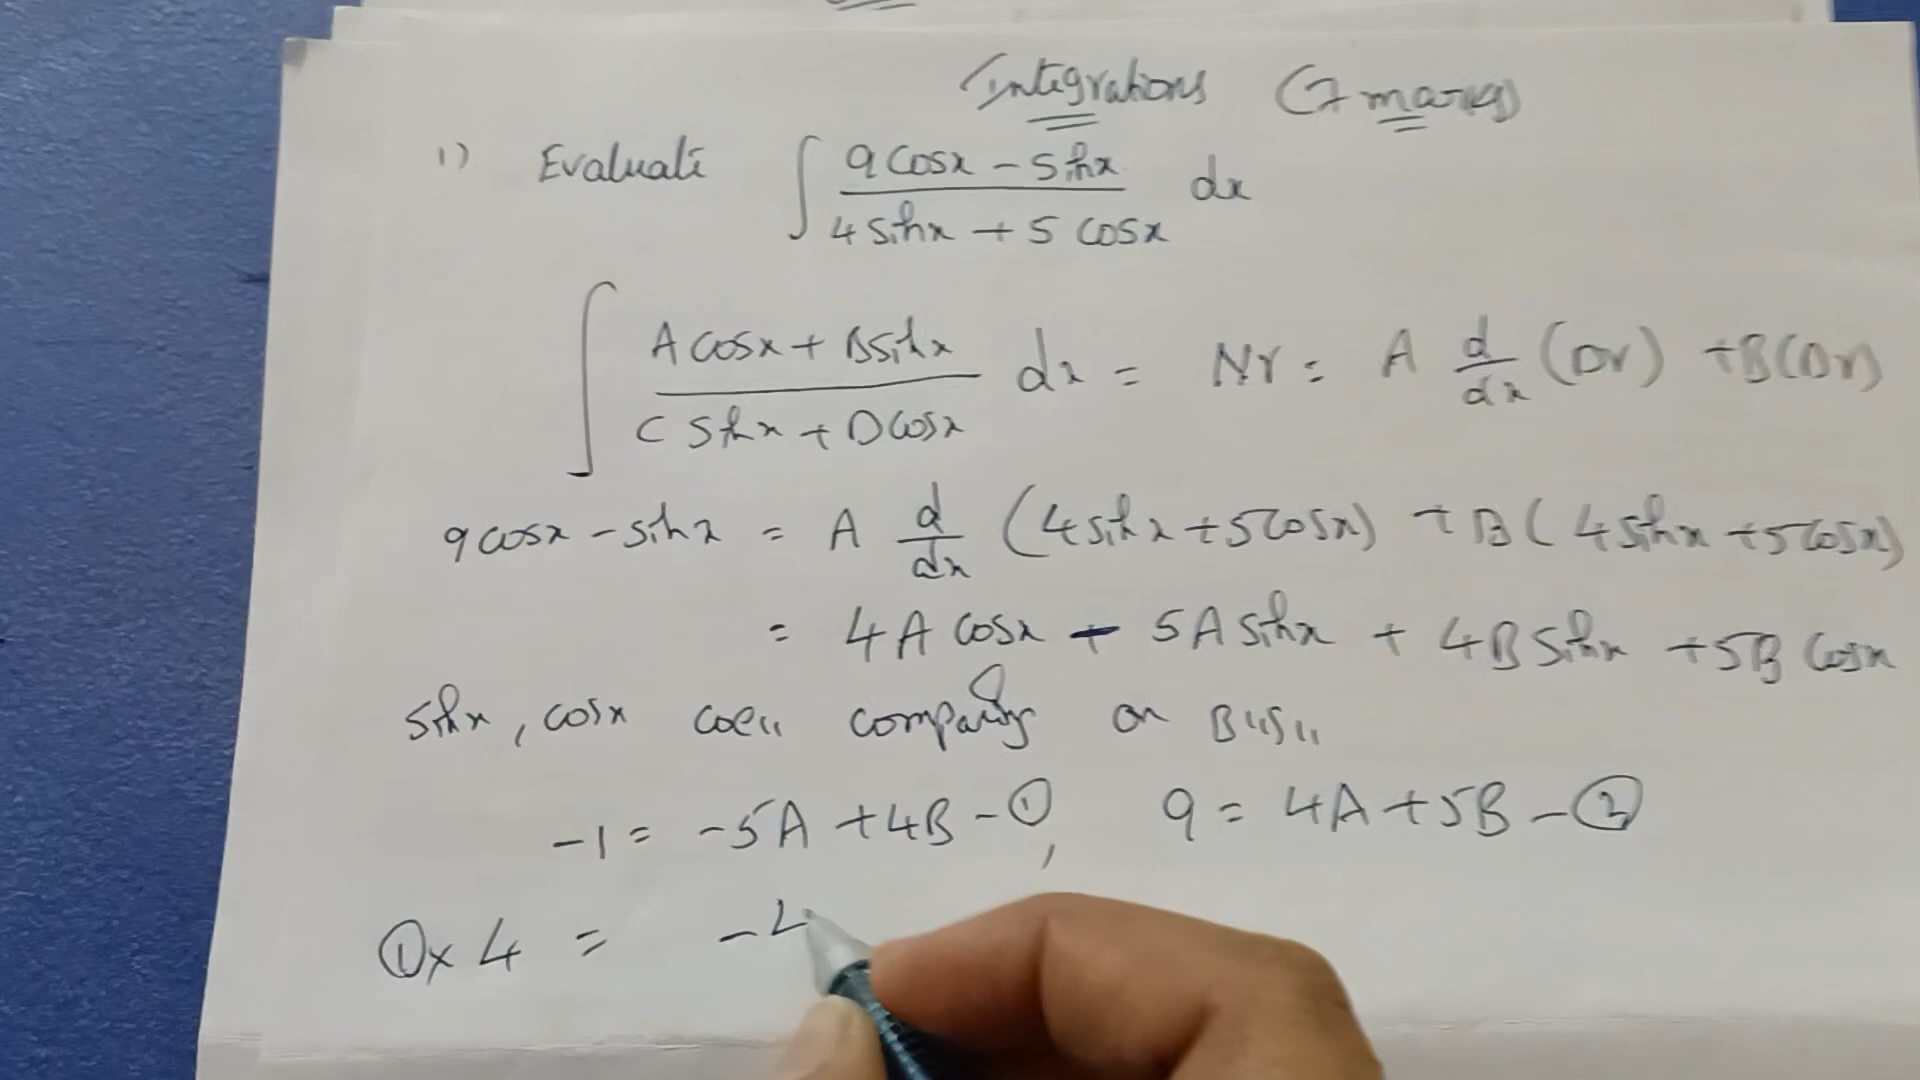 Integrations (7 marks)
1) Evaluate ∫ (9 cosx - sinx)/(4 sinx + 5 cosx) dx
∫ (A cosx + B sinx)/(C sinx + D cosx) dx = Nr = A d/dx (Dr) + B(Dr)
9 cosx - sinx = A d/dx (4 sinx + 5 cosx) + B (4 sinx + 5 cosx)
= 4A cosx - 5A sinx + 4B sinx + 5B cosx
sinx, cosx coe,, comparing on B,,S,,
-1 = -5A + 4B - ①, 9 = 4A + 5B - ②
① x 4 = -4